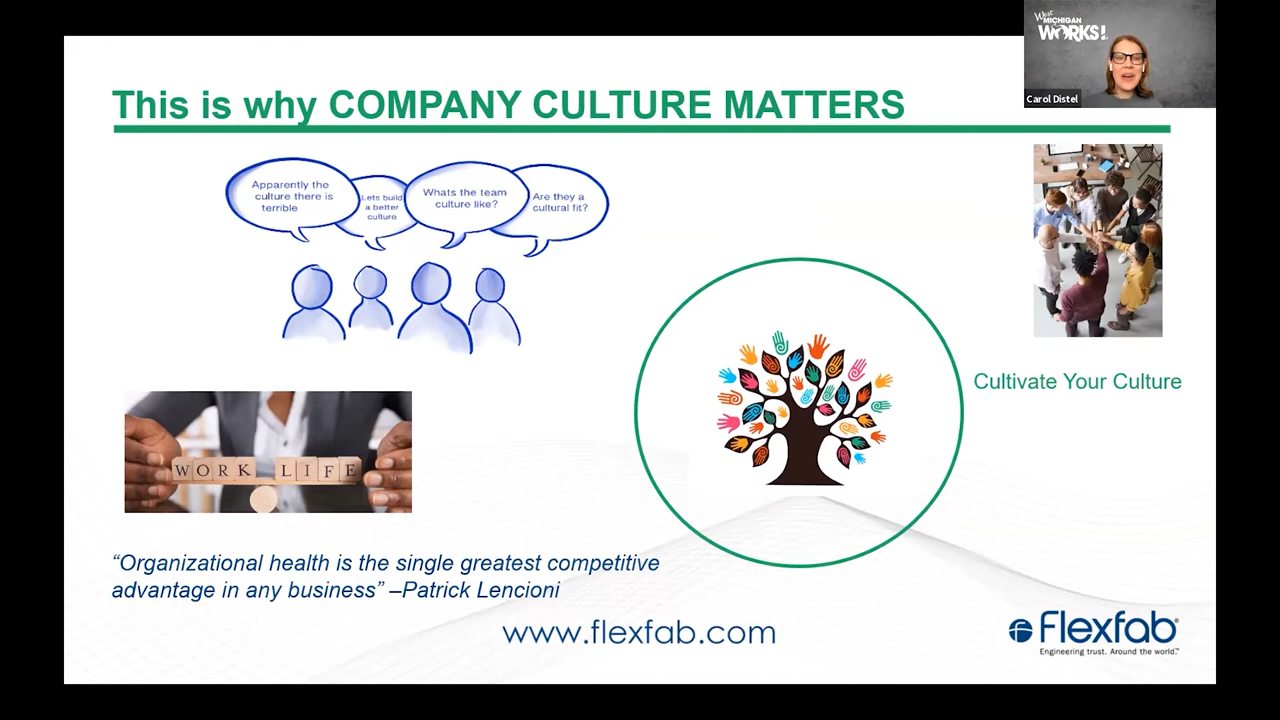 West
MICHIGAN
WORKS!
Carol Distel
This is why COMPANY CULTURE MATTERS
Apparently the
culture there is
terrible
Lets build
a better
culture
Whats the team
culture like?
Are they a
cultural fit?
Cultivate Your Culture
WORK LIFE
“Organizational health is the single greatest competitive
advantage in any business” –Patrick Lencioni
www.flexfab.com
Flexfab®
Engineering trust. Around the world.™